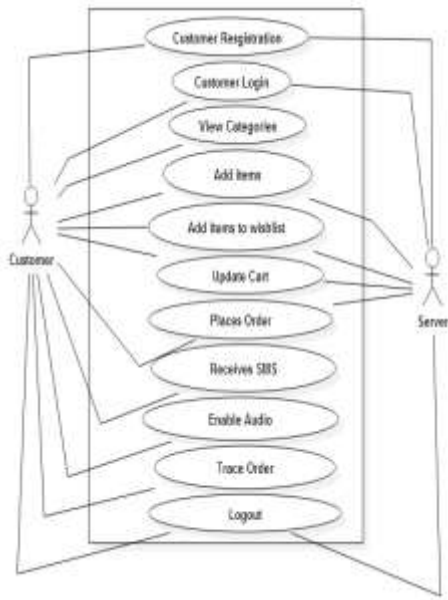 Customer Resgistration
Customer Login
View Categories
Add items
Add items to wishlist
Customer
Update Cart
Server
Places Order
Receives SMS
Enable Audio
Trace Order
Logout